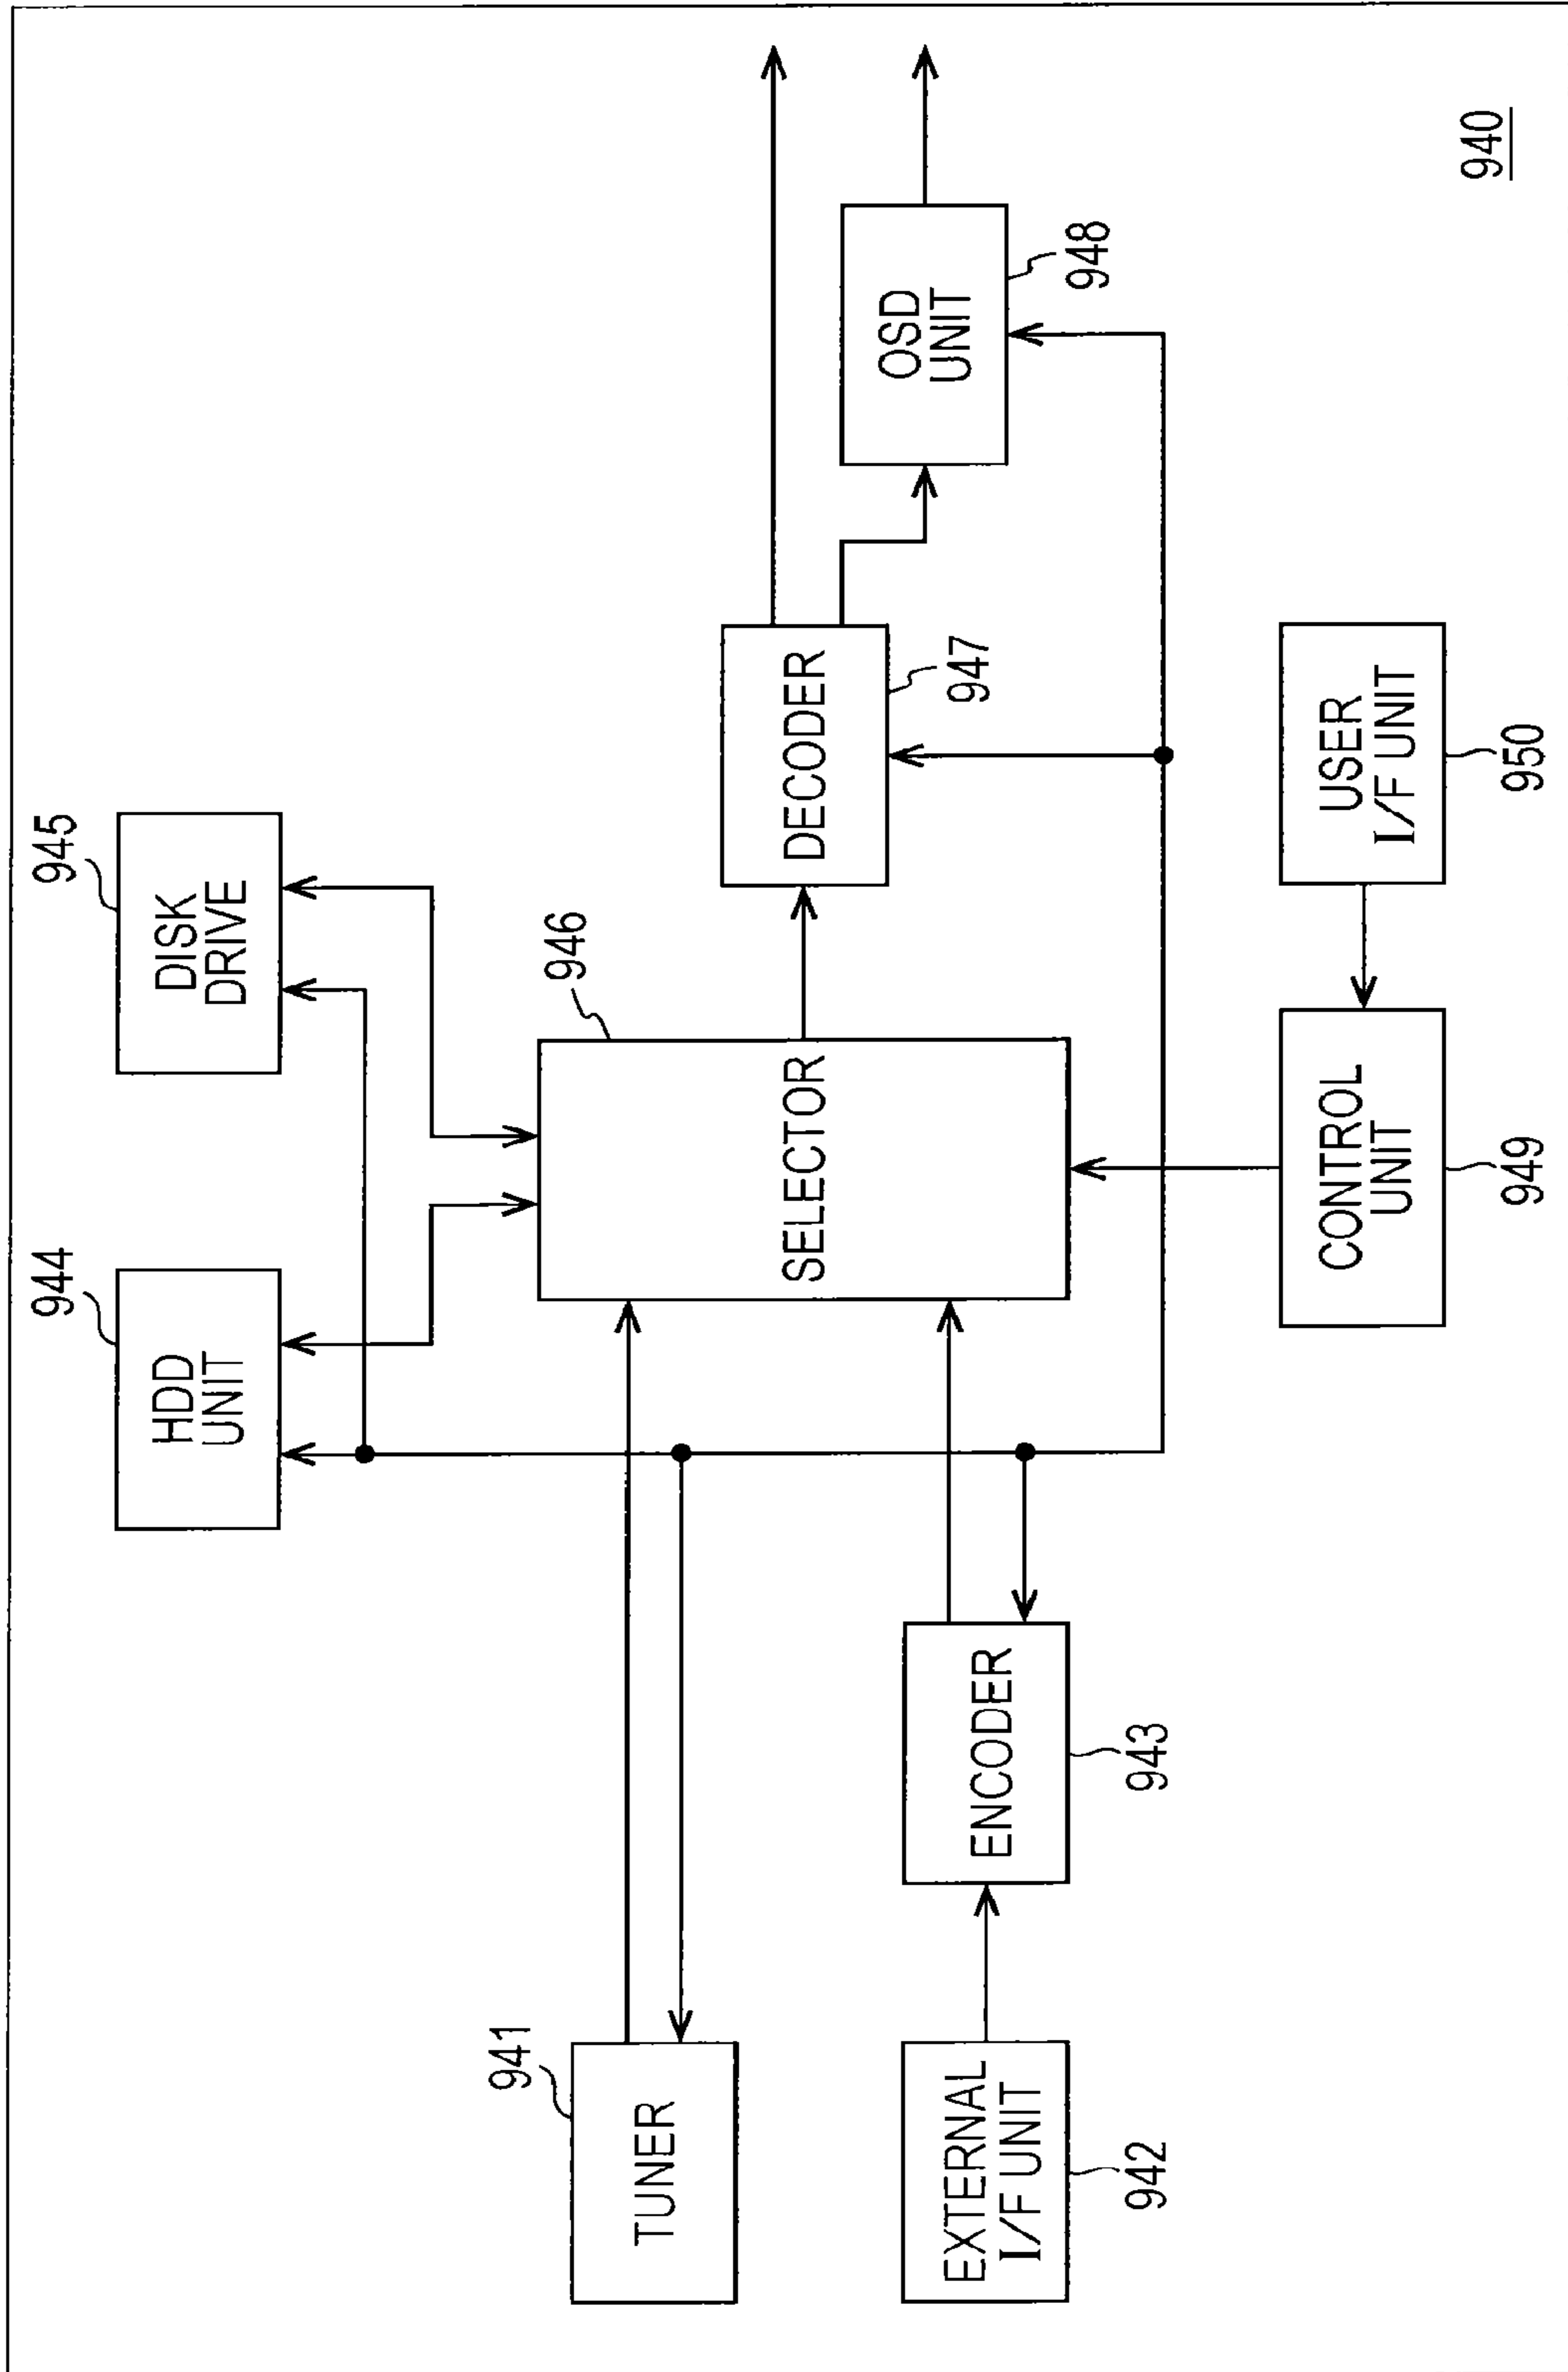 944
HDD
UNIT
945
DISK
DRIVE
941
TUNER
946
SELECTOR
DECODER
947
OSD
UNIT
948
EXTERNAL
I/F UNIT
942
ENCODER
943
CONTROL
UNIT
949
USER
I/F UNIT
950
940